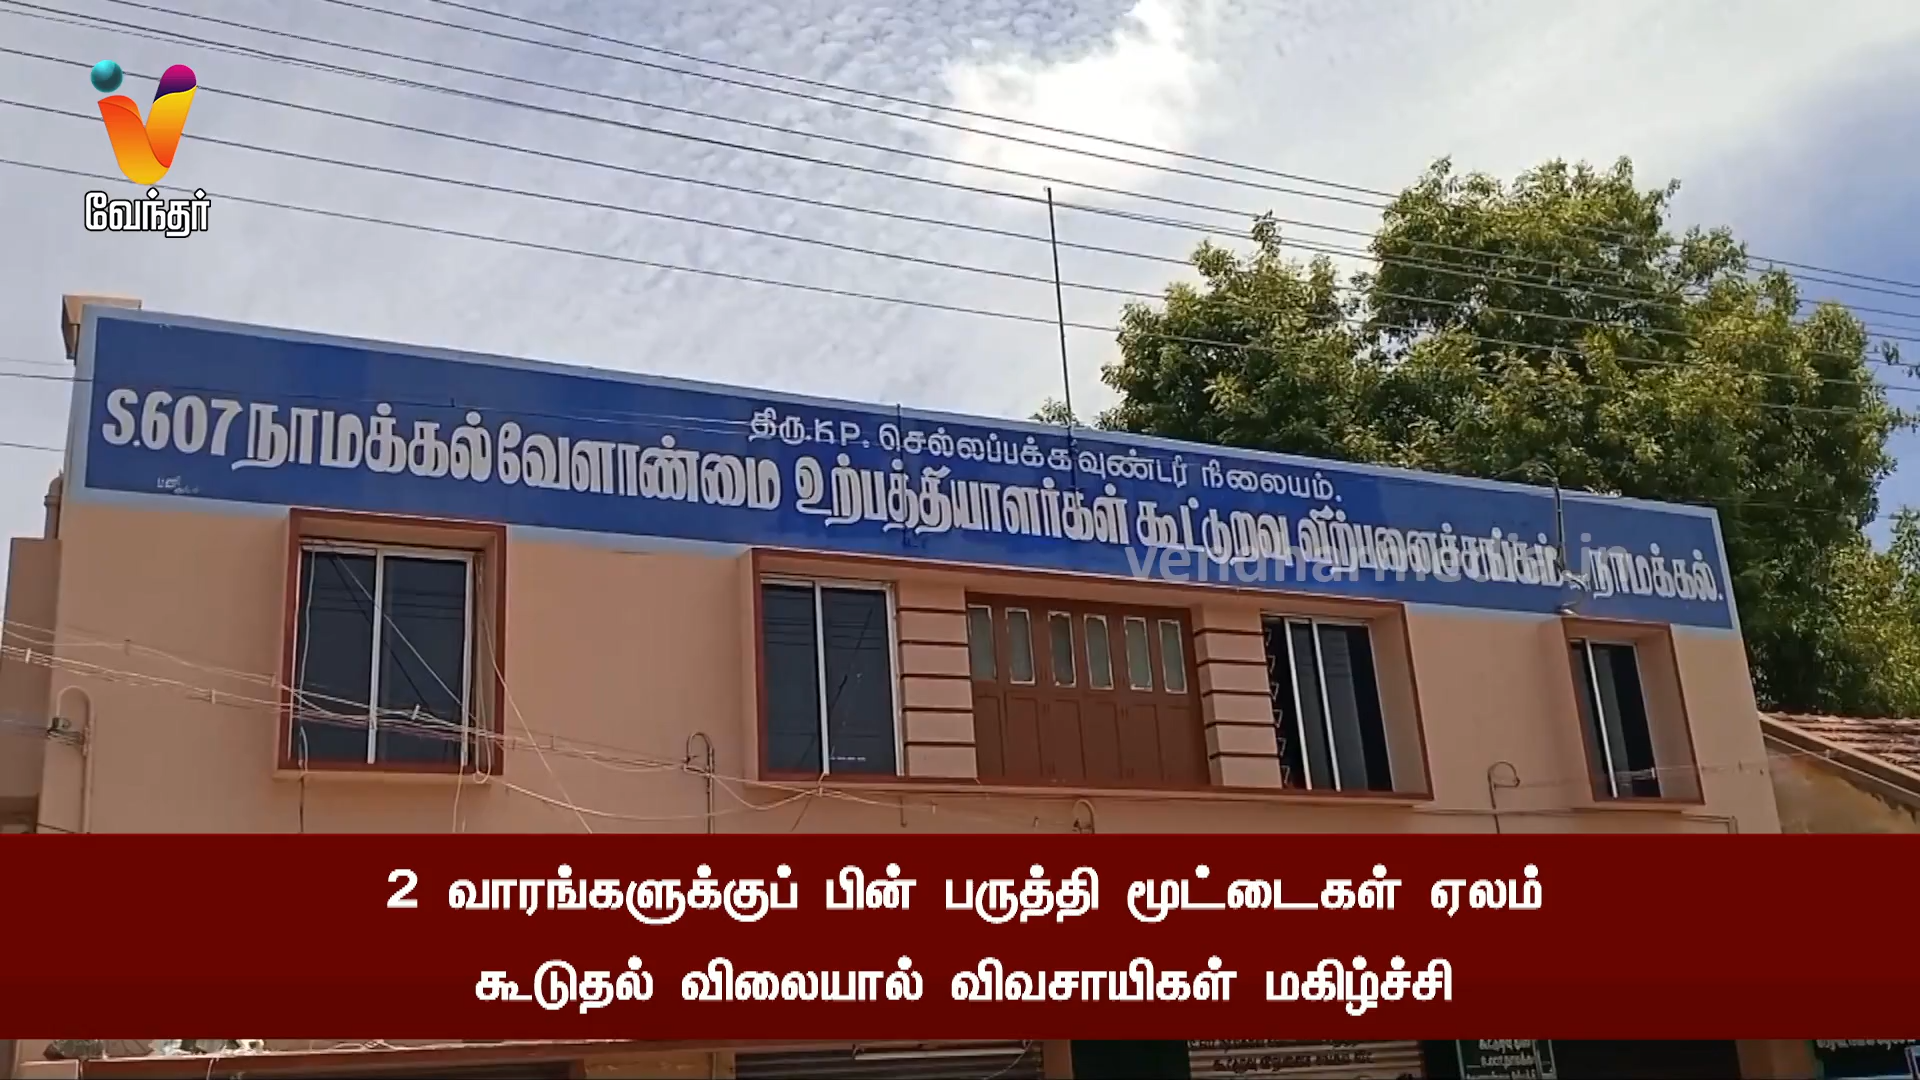 வேந்தர்
திரு.KP. செல்லப்பக்கவுண்டர் நிலையம்.
S.607 நாமக்கல் வேளாண்மை உற்பத்தியாளர்கள் கூட்டுறவு விற்பனைச்சங்கம், நாமக்கல்.
2 வாரங்களுக்குப் பின் பருத்தி மூட்டைகள் ஏலம்
கூடுதல் விலையால் விவசாயிகள் மகிழ்ச்சி